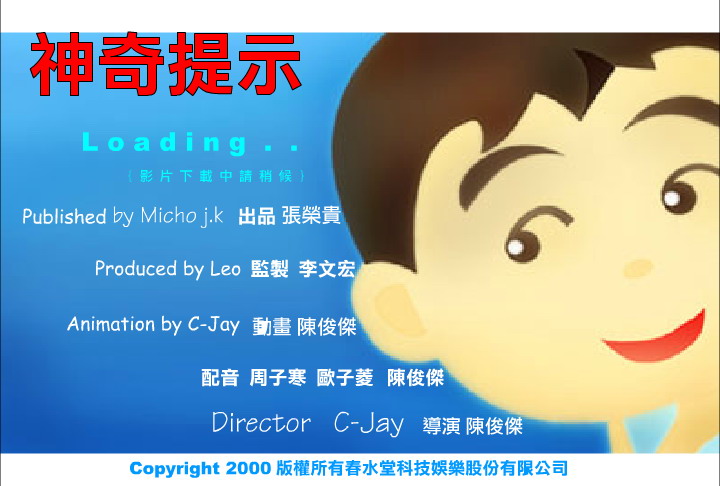 神奇提示
Loading . .
(影片下載中請稍候)
Published by Micho j.k 出品 張榮貴
Produced by Leo 監製 李文宏
Animation by C-Jay 動畫 陳俊傑
配音 周子寒 歐子菱 陳俊傑
Director C-Jay 導演 陳俊傑
Copyright 2000 版權所有春水堂科技娛樂股份有限公司